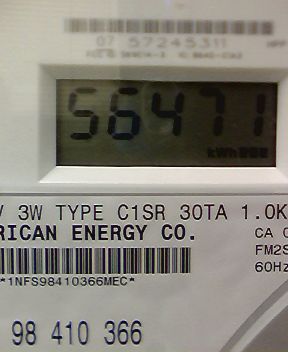 07 57245311
56471
kWh
V 3W TYPE C1SR 30TA 1.0K
RICAN ENERGY CO.
CA 0
FM2S
60Hz
*1NFS98410366MEC*
98 410 366